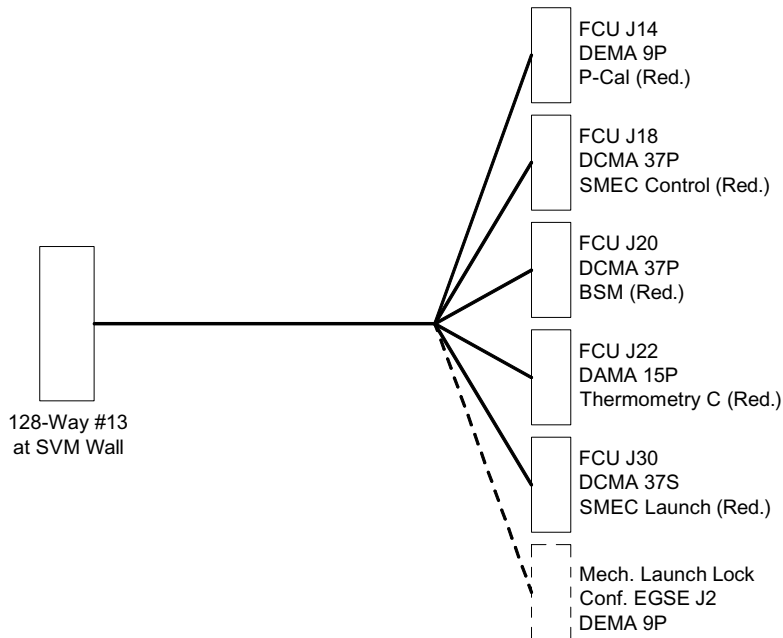 FCU J14
DEMA 9P
P-Cal (Red.)
FCU J18
DCMA 37P
SMEC Control (Red.)
FCU J20
DCMA 37P
BSM (Red.)
FCU J22
DAMA 15P
Thermometry C (Red.)
128-Way #13
at SVM Wall
FCU J30
DCMA 37S
SMEC Launch (Red.)
Mech. Launch Lock
Conf. EGSE J2
DEMA 9P